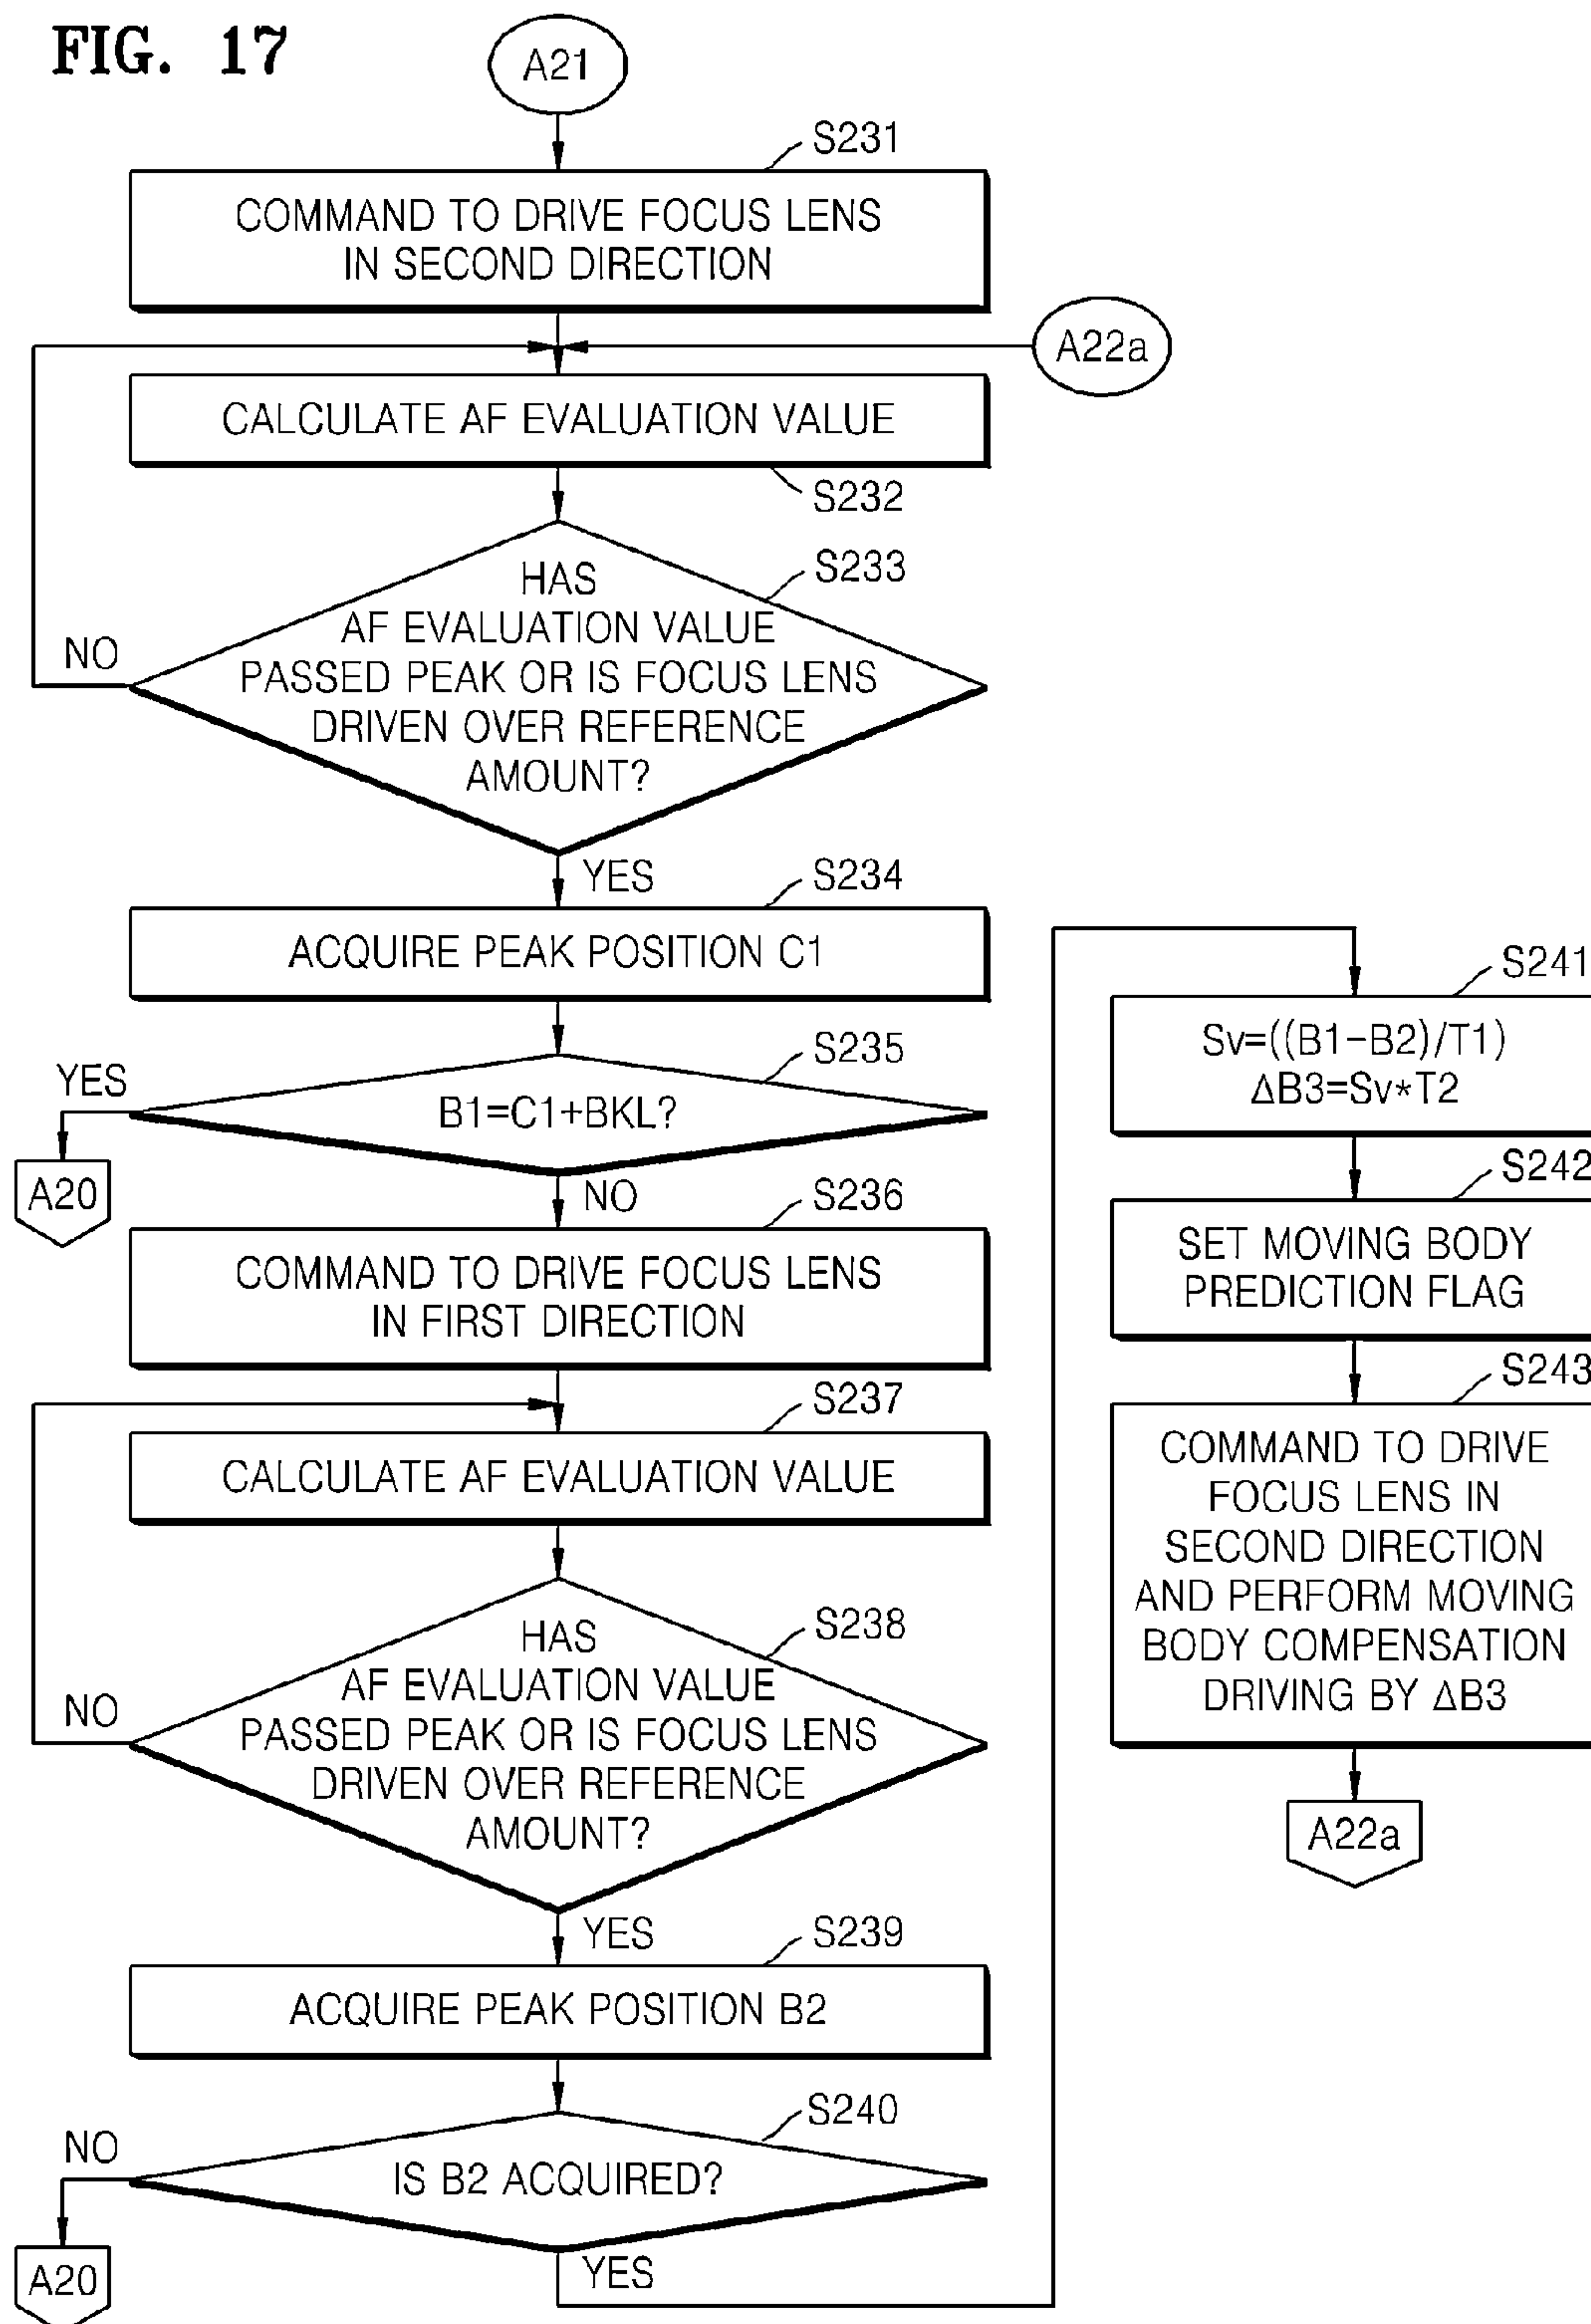 FIG. 17
A21
S231
COMMAND TO DRIVE FOCUS LENS
IN SECOND DIRECTION
A22a
CALCULATE AF EVALUATION VALUE
S232
S233
HAS
AF EVALUATION VALUE
PASSED PEAK OR IS FOCUS LENS
DRIVEN OVER REFERENCE
AMOUNT?
NO
YES
S234
ACQUIRE PEAK POSITION C1
S235
B1=C1+BKL?
YES
A20
NO
S236
COMMAND TO DRIVE FOCUS LENS
IN FIRST DIRECTION
S237
CALCULATE AF EVALUATION VALUE
S238
HAS
AF EVALUATION VALUE
PASSED PEAK OR IS FOCUS LENS
DRIVEN OVER REFERENCE
AMOUNT?
NO
YES
S239
ACQUIRE PEAK POSITION B2
S240
IS B2 ACQUIRED?
NO
A20
YES
S241
Sv=((B1-B2)/T1)
ΔB3=Sv*T2
S242
SET MOVING BODY
PREDICTION FLAG
S243
COMMAND TO DRIVE
FOCUS LENS IN
SECOND DIRECTION
AND PERFORM MOVING
BODY COMPENSATION
DRIVING BY ΔB3
A22a